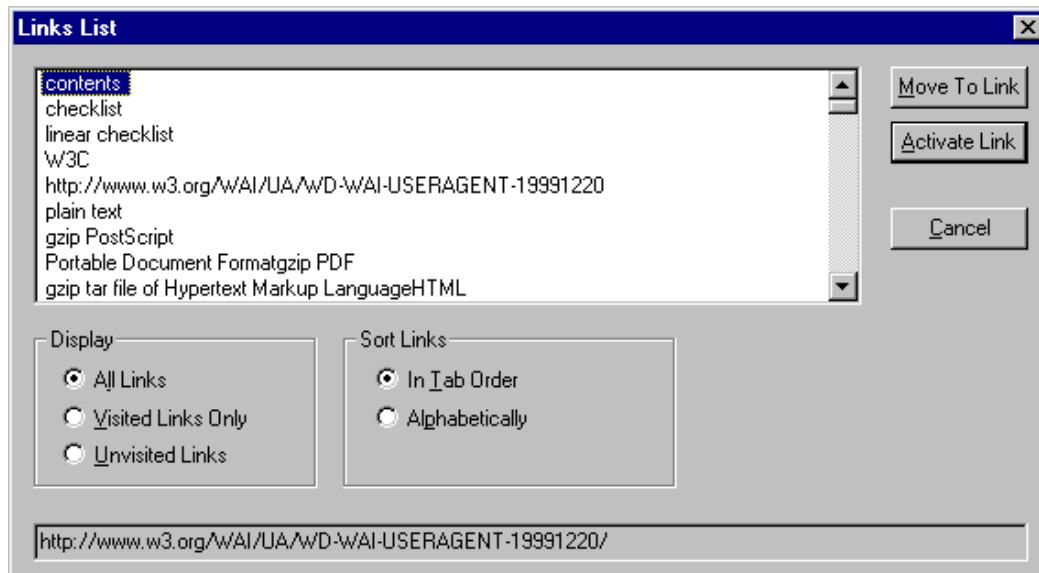 Links List
contents
checklist
linear checklist
W3C
http://www.w3.org/WAI/UA/WD-WAI-USERAGENT-19991220
plain text
gzip PostScript
Portable Document Formatgzip PDF
gzip tar file of Hypertext Markup LanguageHTML
Move To Link
Activate Link
Cancel
Display
All Links
Visited Links Only
Unvisited Links
Sort Links
In Tab Order
Alphabetically
http://www.w3.org/WAI/UA/WD-WAI-USERAGENT-19991220/